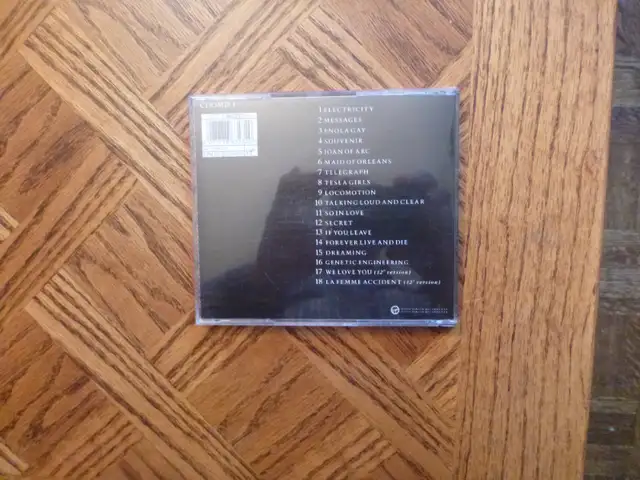 CDOMD 1
1 ELECTRICITY
2 MESSAGES
3 ENOLA GAY
4 SOUVENIR
5 JOAN OF ARC
6 MAID OF ORLEANS
7 TELEGRAPH
8 TESLA GIRLS
9 LOCOMOTION
10 TALKING LOUD AND CLEAR
11 SO IN LOVE
12 SECRET
13 IF YOU LEAVE
14 FOREVER LIVE AND DIE
15 DREAMING
16 GENETIC ENGINEERING
17 WE LOVE YOU (12" version)
18 LA FEMME ACCIDENT (12" version)